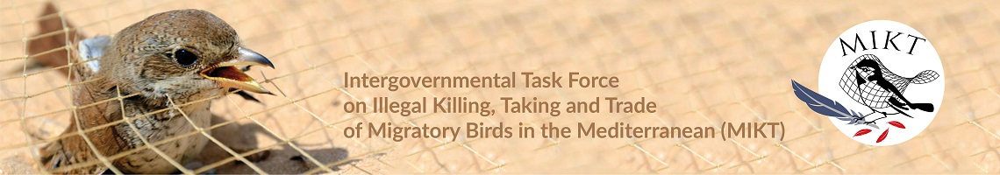 Intergovernmental Task Force
on Illegal Killing, Taking and Trade
of Migratory Birds in the Mediterranean (MIKT)
MIKT